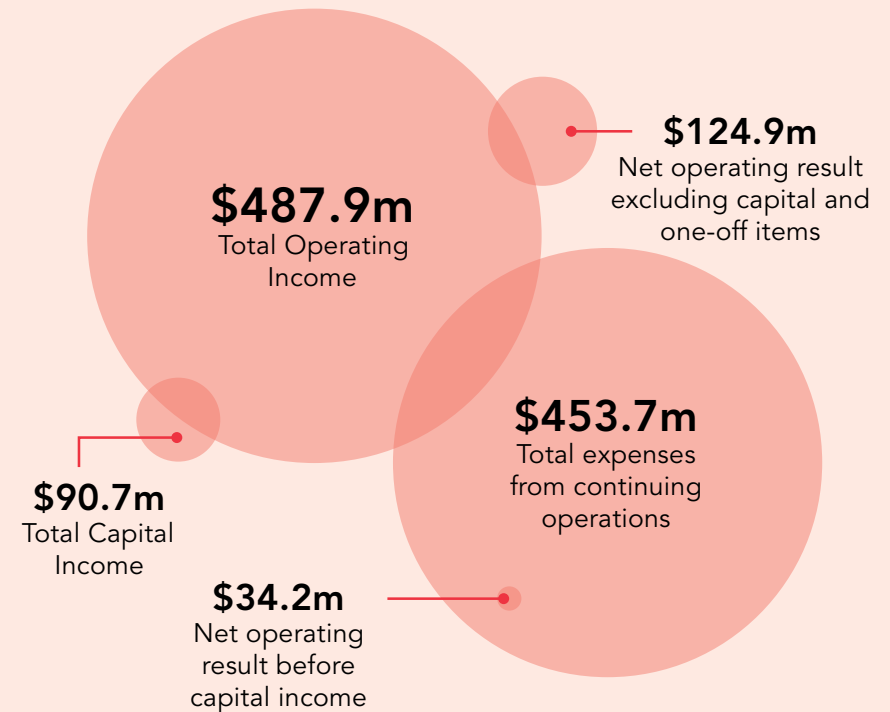 $487.9m
Total Operating
Income
$124.9m
Net operating result
excluding capital and
one-off items
$453.7m
Total expenses
from continuing
operations
$90.7m
Total Capital
Income
$34.2m
Net operating
result before
capital income